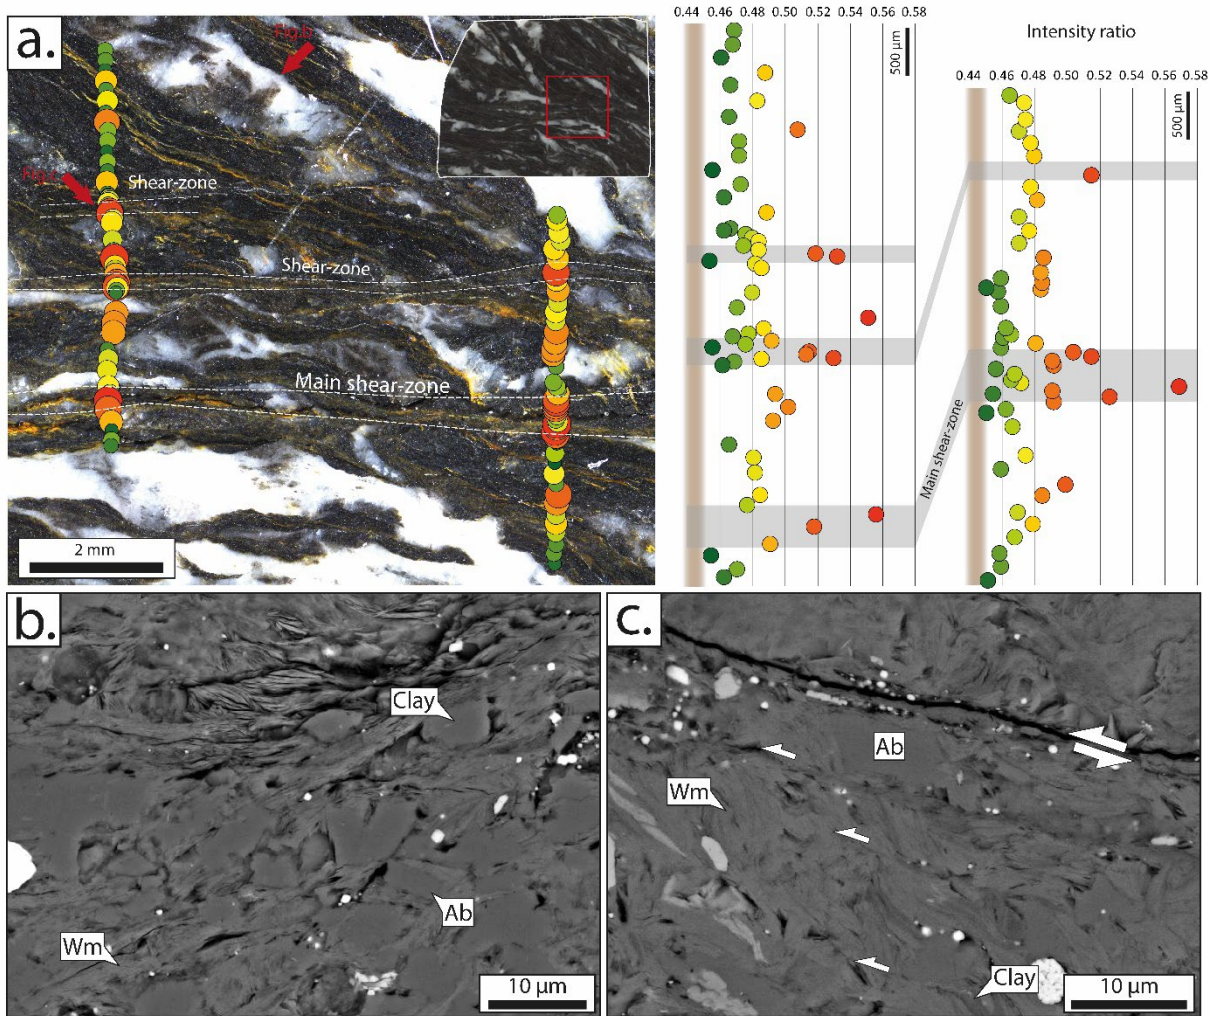 a.
Fig.b
Fig.c
Shear-zone
Shear-zone
Main shear-zone
2 mm
0.44 0.46 0.48 0.50 0.52 0.54 0.56 0.58
500 µm
Intensity ratio
0.44 0.46 0.48 0.50 0.52 0.54 0.56 0.58
500 µm
Main shear-zone
b.
Clay
Ab
Wm
10 µm
c.
Ab
Wm
Clay
10 µm